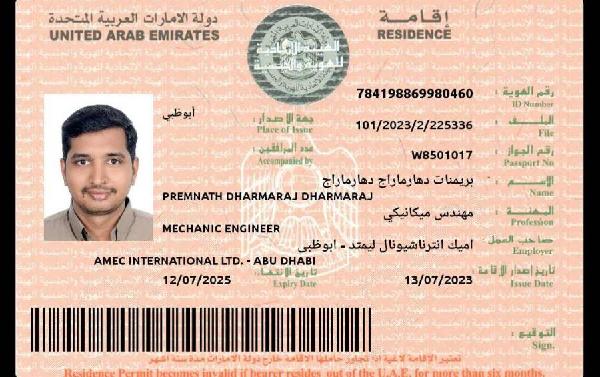 دولة الامارات العربية المتحدة
UNITED ARAB EMIRATES
إقامة
RESIDENCE
رقم الهوية :
784198869980460
ID Number
أبوظبي
جهة الاصدار:
Place of Issue
الملف :
101/2023/2/225336
File
عدد المرافقين:
Accompanied by
رقم الجواز :
W8501017
Passport No
الاسم :
بريمنات دهارماراج دهارماراج
Name
PREMNATH DHARMARAJ DHARMARAJ
المهنة :
مهندس ميكانيكي
Profession
MECHANIC ENGINEER
صاحب العمل:
اميك انترناشيونال ليمتد - ابوظبى
Employer
AMEC INTERNATIONAL LTD. - ABU DHABI
تاريخ إصدار الإقامة
13/07/2023
Issue Date
تاريخ الانتهاء:
12/07/2025
Expiry Date
التوقيع :
Sign.
تعتبر الإقامة لاغية اذا تجاوز حاملها الاقامة خارج دولة الامارات مدة ستة اشهر
Residence Permit becomes invalid if bearer resides out of the U.A.E. for more than six months.